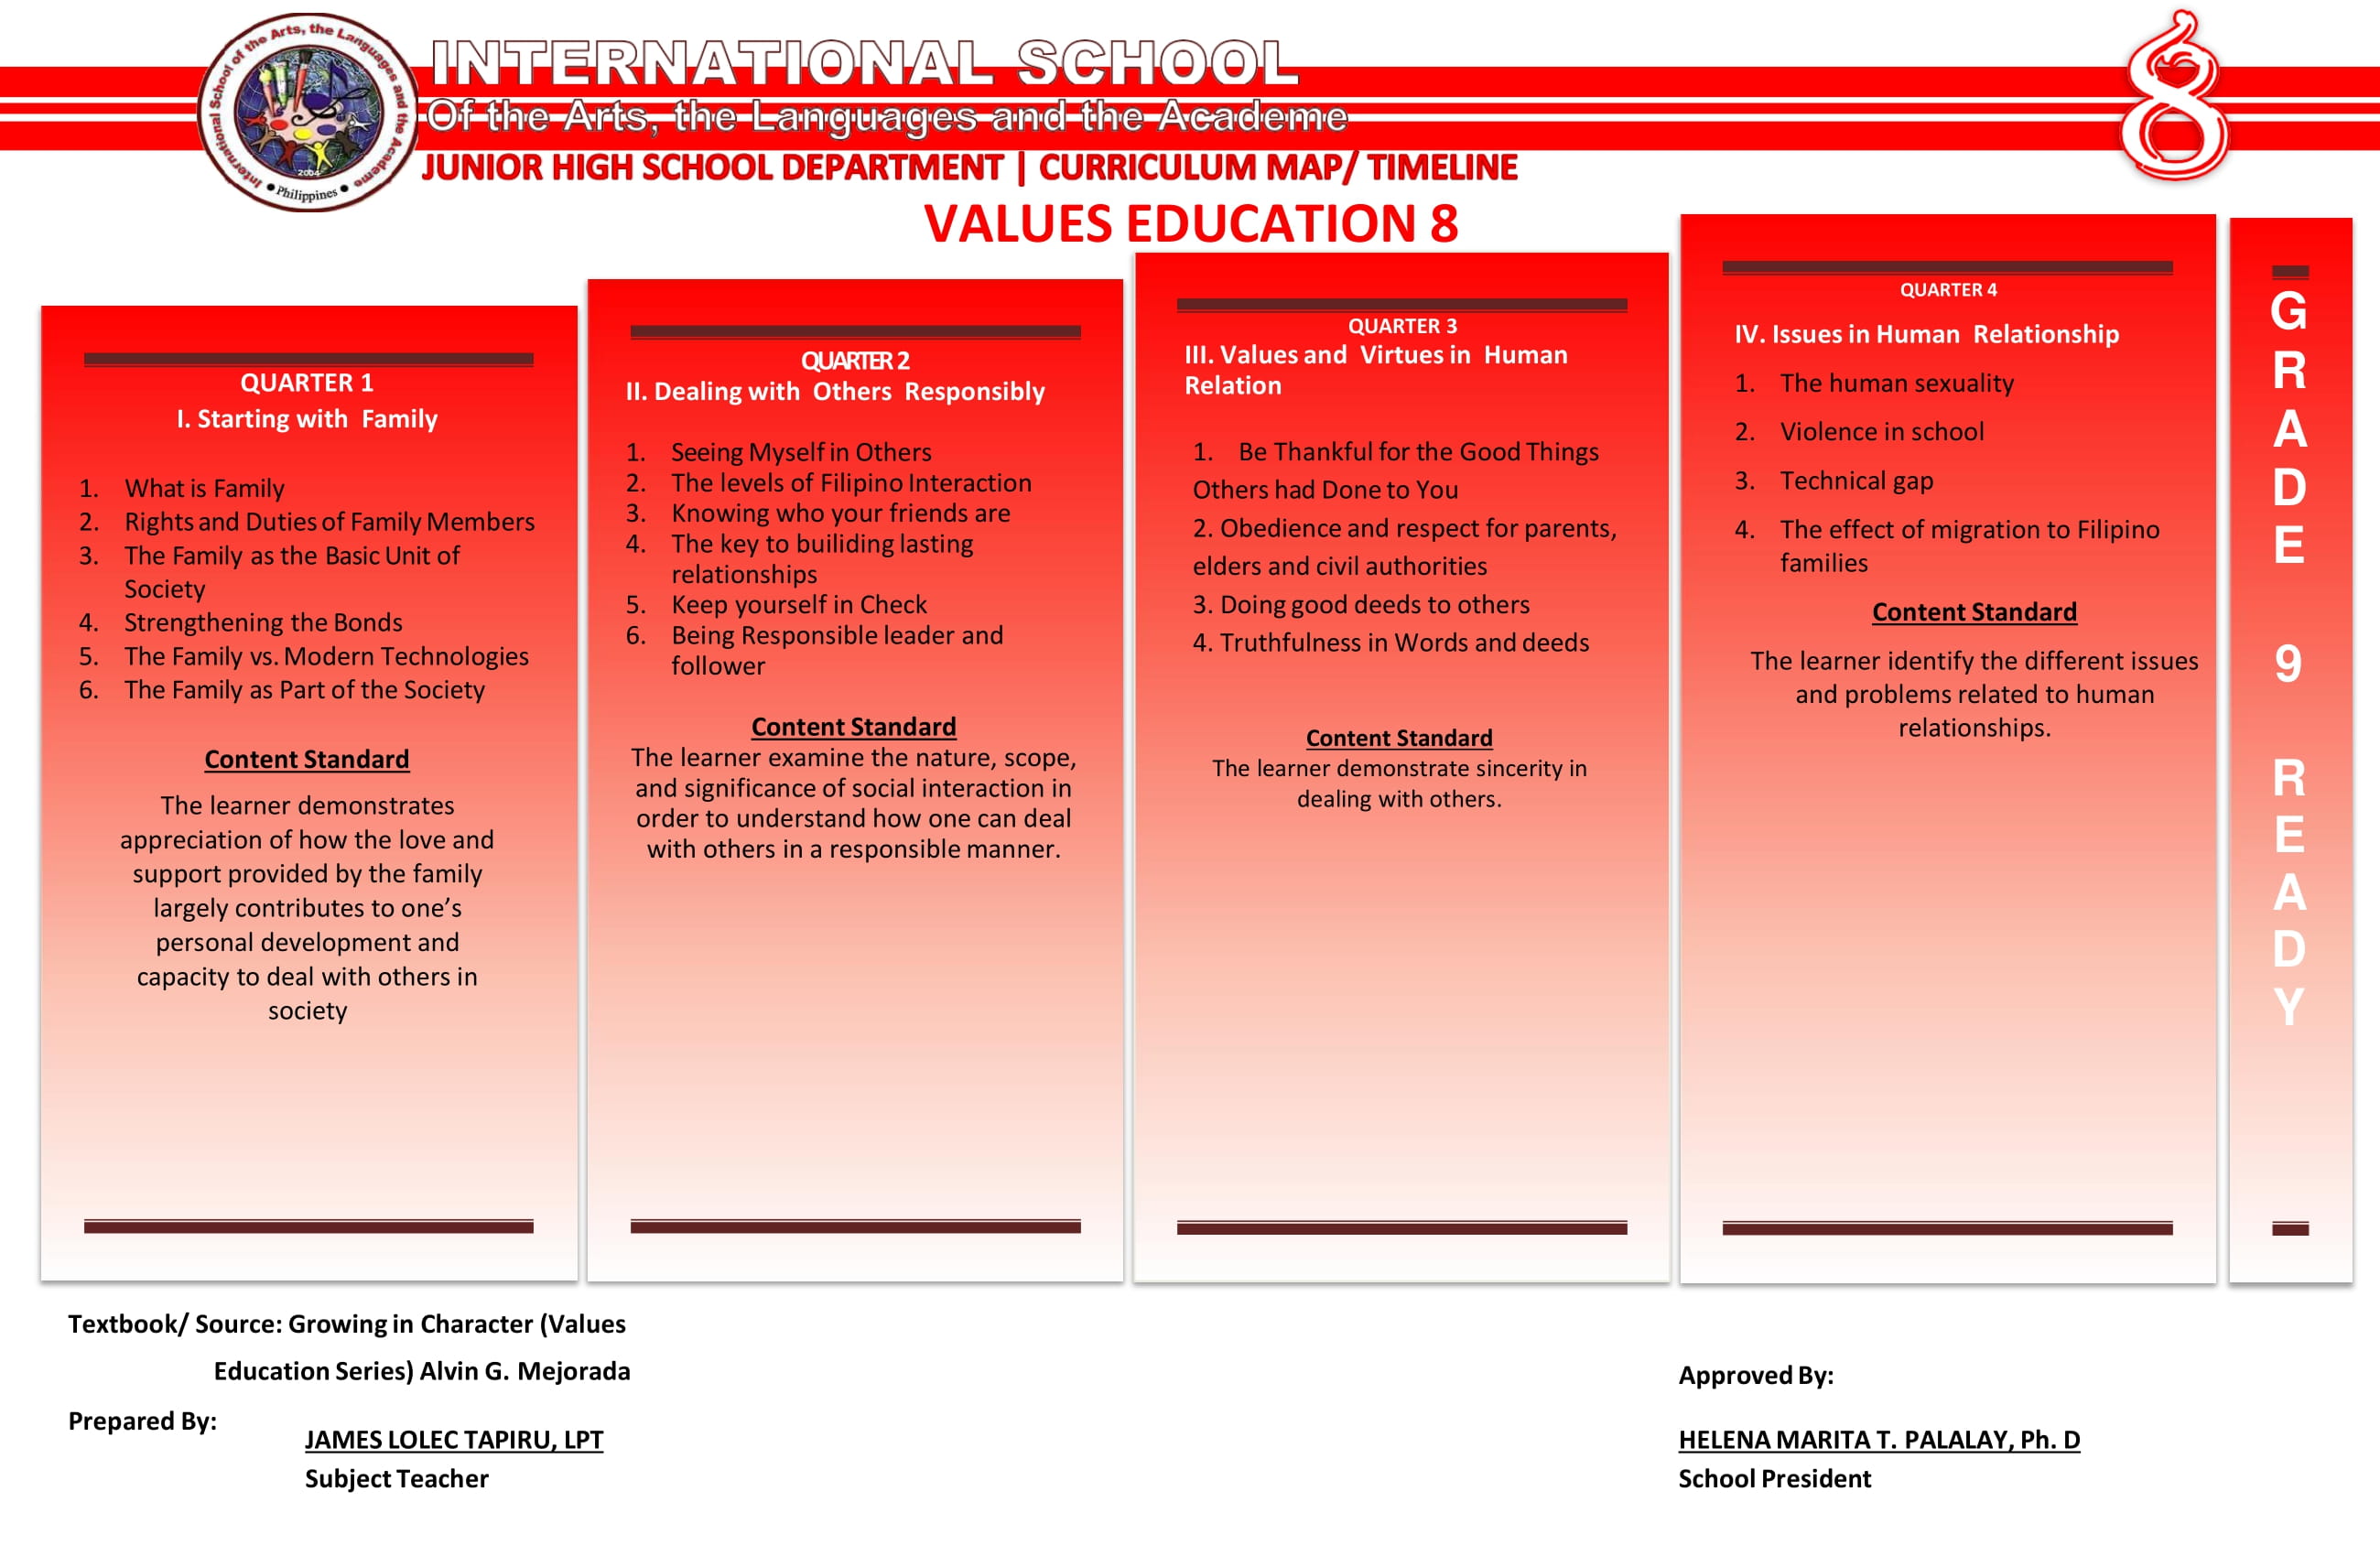 International School of the Arts, the Languages and the Academe
2004
• Philippines •
INTERNATIONAL SCHOOL
Of the Arts, the Languages and the Academe
JUNIOR HIGH SCHOOL DEPARTMENT | CURRICULUM MAP/ TIMELINE
8
VALUES EDUCATION 8
QUARTER 1
I. Starting with Family
1. What is Family
2. Rights and Duties of Family Members
3. The Family as the Basic Unit of
Society
4. Strengthening the Bonds
5. The Family vs. Modern Technologies
6. The Family as Part of the Society
Content Standard
The learner demonstrates
appreciation of how the love and
support provided by the family
largely contributes to one’s
personal development and
capacity to deal with others in
society
QUARTER 2
II. Dealing with Others Responsibly
1. Seeing Myself in Others
2. The levels of Filipino Interaction
3. Knowing who your friends are
4. The key to builiding lasting
relationships
5. Keep yourself in Check
6. Being Responsible leader and
follower
Content Standard
The learner examine the nature, scope,
and significance of social interaction in
order to understand how one can deal
with others in a responsible manner.
QUARTER 3
III. Values and Virtues in Human
Relation
1. Be Thankful for the Good Things
Others had Done to You
2. Obedience and respect for parents,
elders and civil authorities
3. Doing good deeds to others
4. Truthfulness in Words and deeds
Content Standard
The learner demonstrate sincerity in
dealing with others.
QUARTER 4
IV. Issues in Human Relationship
1. The human sexuality
2. Violence in school
3. Technical gap
4. The effect of migration to Filipino
families
Content Standard
The learner identify the different issues
and problems related to human
relationships.
G
R
A
D
E
9
R
E
A
D
Y
Textbook/ Source: Growing in Character (Values
Education Series) Alvin G. Mejorada
Prepared By:
JAMES LOLEC TAPIRU, LPT
Subject Teacher
Approved By:
HELENA MARITA T. PALALAY, Ph. D
School President